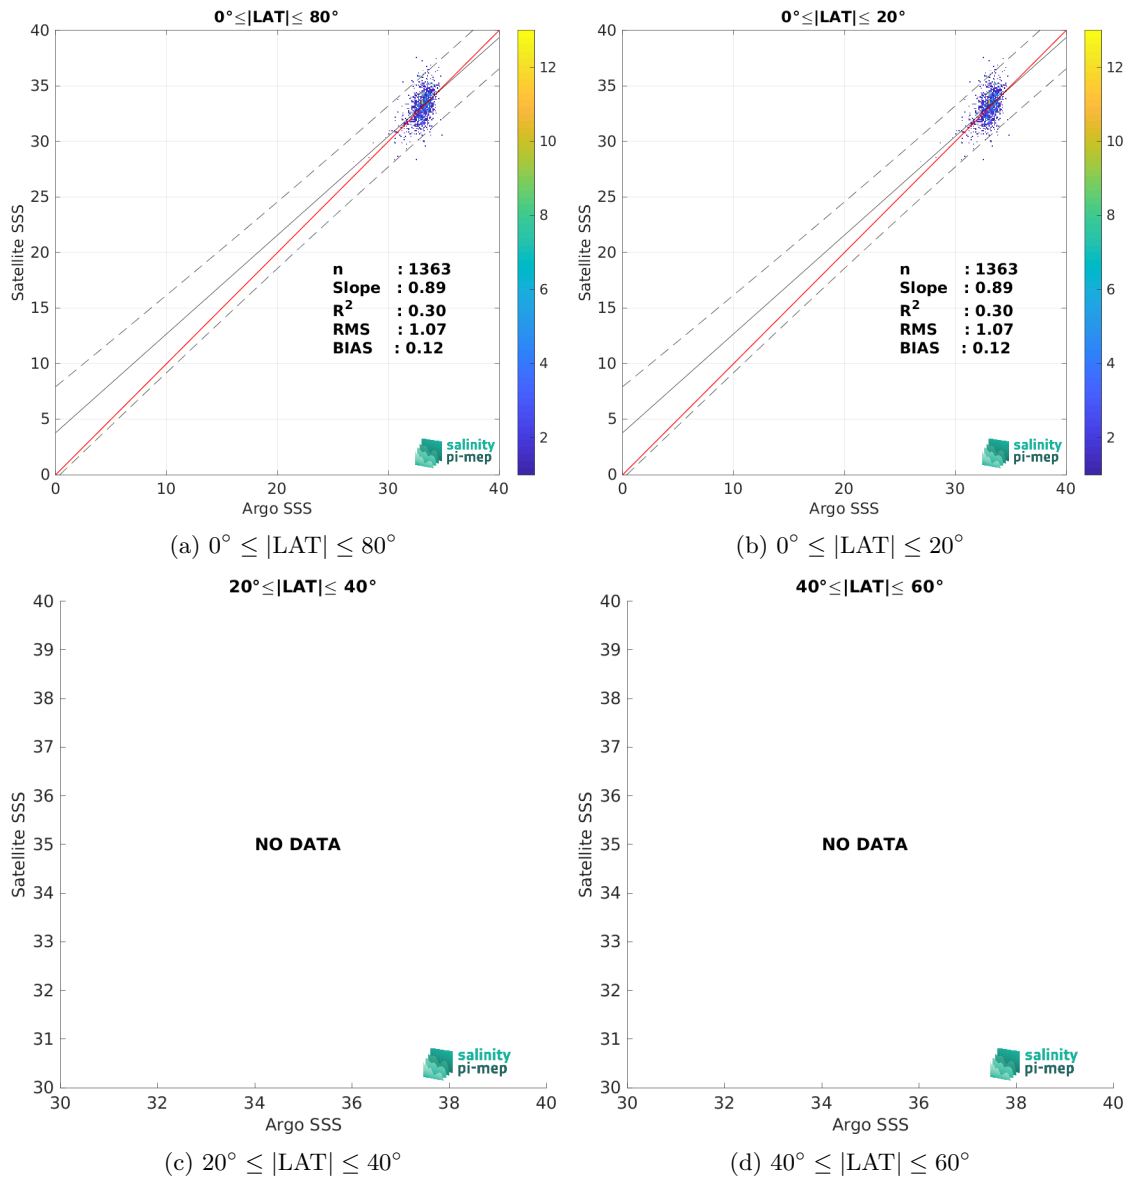 0°≤|LAT|≤ 80°
40
35
30
25
20
15
10
5
0
0
10
20
30
40
Satellite SSS
Argo SSS
n : 1363
Slope : 0.89
R² : 0.30
RMS : 1.07
BIAS : 0.12
salinity
pi-mep
12
10
8
6
4
2
(a) 0° ≤ |LAT| ≤ 80°
0°≤|LAT|≤ 20°
40
35
30
25
20
15
10
5
0
0
10
20
30
40
Satellite SSS
Argo SSS
n : 1363
Slope : 0.89
R² : 0.30
RMS : 1.07
BIAS : 0.12
salinity
pi-mep
12
10
8
6
4
2
(b) 0° ≤ |LAT| ≤ 20°
20°≤|LAT|≤ 40°
40
39
38
37
36
35
34
33
32
31
30
30
32
34
36
38
40
Satellite SSS
Argo SSS
NO DATA
salinity
pi-mep
(c) 20° ≤ |LAT| ≤ 40°
40°≤|LAT|≤ 60°
40
39
38
37
36
35
34
33
32
31
30
30
32
34
36
38
40
Satellite SSS
Argo SSS
NO DATA
salinity
pi-mep
(d) 40° ≤ |LAT| ≤ 60°